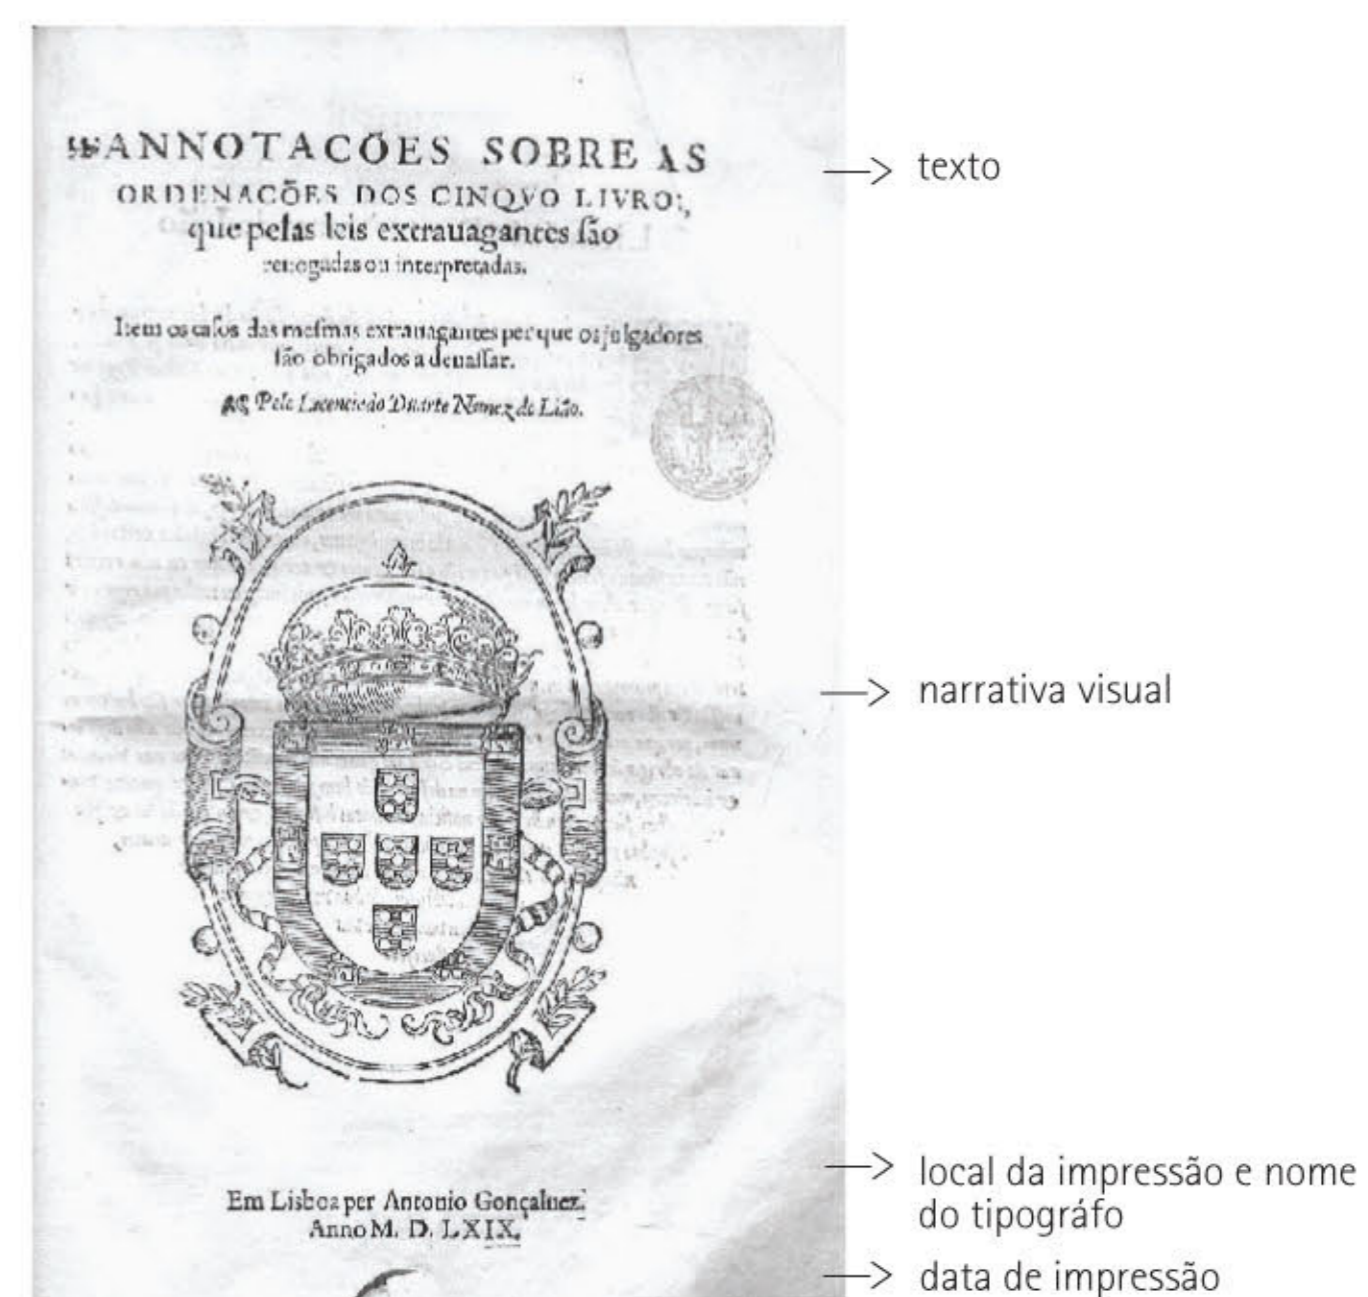 ANNOTACÕES SOBRE AS
ORDENACÕES DOS CINQVO LIVRO:,
que pelas leis extrauagantes ſão
reuogadas ou interpretadas.
Item os caſos das meſmas extrauagantes per que os julgadores
ſão obrigados a deuaſſar.
Pelo Licenciado Duarte Nunez de Lião.
Em Lisboa per Antonio Gonçaluez.
Anno M. D. LXIX.
texto
narrativa visual
local da impressão e nome
do tipográfo
data de impressão